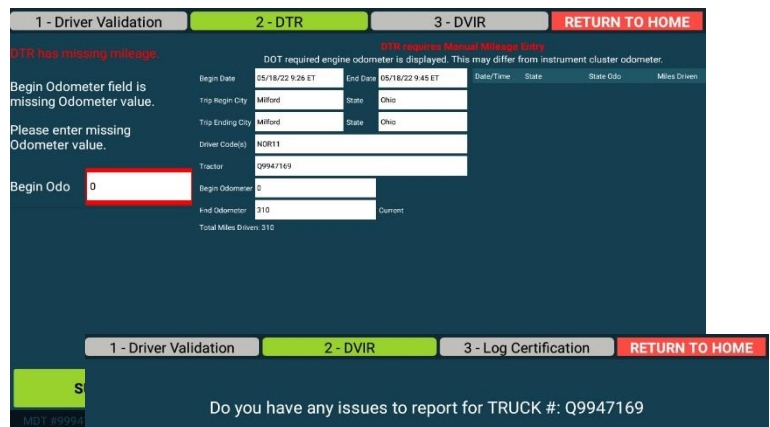 1 - Driver Validation 2 - DTR 3 - DVIR RETURN TO HOME
DTR has missing mileage.
DTR requires Manual Mileage Entry
DOT required engine odometer is displayed. This may differ from instrument cluster odometer.
Begin Odometer field is
missing Odometer value.
Please enter missing
Odometer value.
Begin Odo 0
Begin Date 05/18/22 9:26 ET End Date 05/18/22 9:45 ET Date/Time State State Odo Miles Driven
Trip Begin City Milford State Ohio
Trip Ending City Milford State Ohio
Driver Code(s) NOR11
Tractor Q9947169
Begin Odometer 0
End Odometer 310 Current
Total Miles Driven: 310
1 - Driver Validation 2 - DVIR 3 - Log Certification RETURN TO HOME
Do you have any issues to report for TRUCK #: Q9947169
MDT #9994